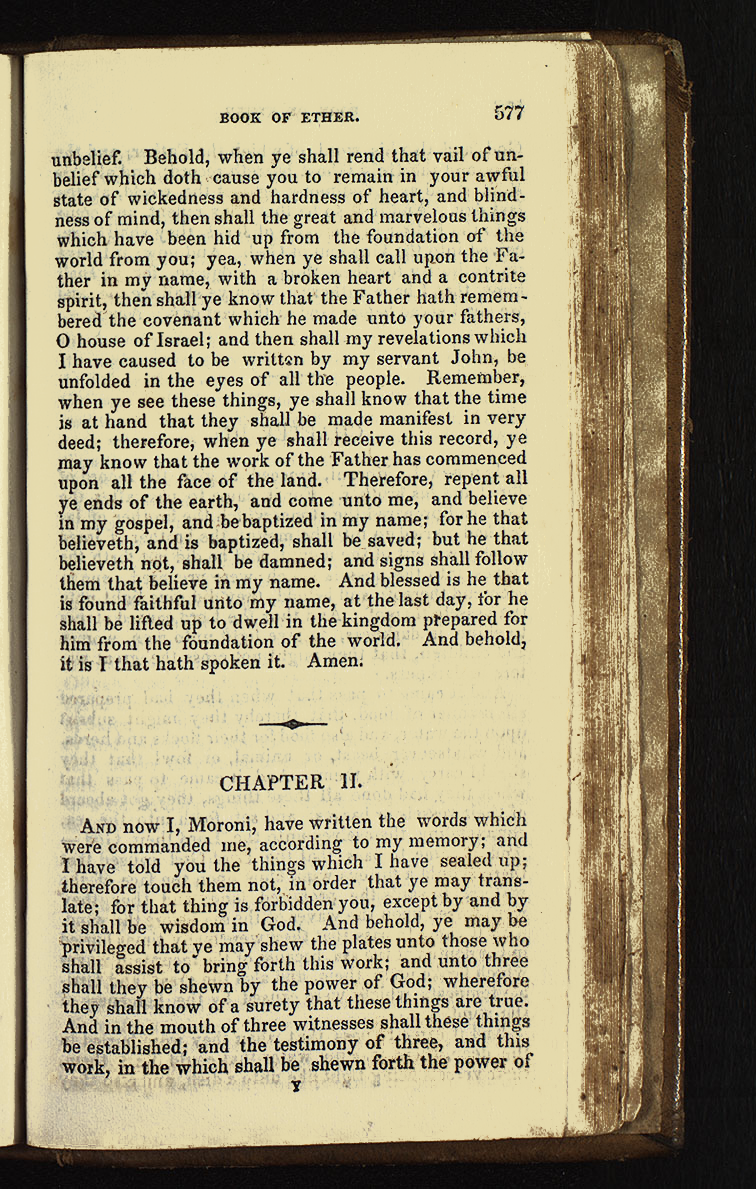 BOOK OF ETHER. 577
unbelief. Behold, when ye shall rend that vail of un-
belief which doth cause you to remain in your awful
state of wickedness and hardness of heart, and blind-
ness of mind, then shall the great and marvelous things
which have been hid up from the foundation of the
world from you; yea, when ye shall call upon the Fa-
ther in my name, with a broken heart and a contrite
spirit, then shall ye know that the Father hath remem-
bered the covenant which he made unto your fathers,
O house of Israel; and then shall my revelations which
I have caused to be written by my servant John, be
unfolded in the eyes of all the people. Remember,
when ye see these things, ye shall know that the time
is at hand that they shall be made manifest in very
deed; therefore, when ye shall receive this record, ye
may know that the work of the Father has commenced
upon all the face of the land. Therefore, repent all
ye ends of the earth, and come unto me, and believe
in my gospel, and be baptized in my name; for he that
believeth, and is baptized, shall be saved; but he that
believeth not, shall be damned; and signs shall follow
them that believe in my name. And blessed is he that
is found faithful unto my name, at the last day, for he
shall be lifted up to dwell in the kingdom prepared for
him from the foundation of the world. And behold,
it is I that hath spoken it. Amen.
CHAPTER II.
AND now I, Moroni, have written the words which
were commanded me, according to my memory; and
I have told you the things which I have sealed up;
therefore touch them not, in order that ye may trans-
late; for that thing is forbidden you, except by and by
it shall be wisdom in God. And behold, ye may be
privileged that ye may shew the plates unto those who
shall assist to bring forth this work; and unto three
shall they be shewn by the power of God; wherefore
they shall know of a surety that these things are true.
And in the mouth of three witnesses shall these things
be established; and the testimony of three, and this
work, in the which shall be shewn forth the power of
Y